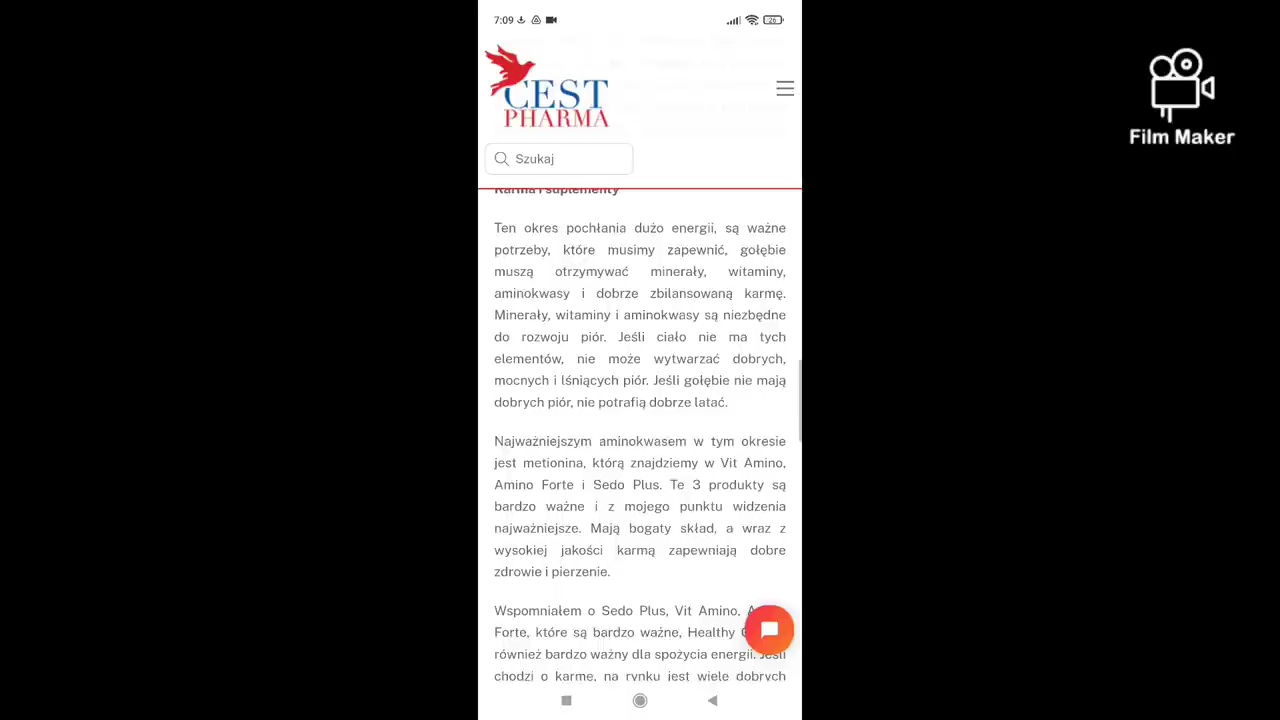 7:09
26
CEST
PHARMA
Film Maker
Szukaj
Karma i suplementy
Ten okres pochłania dużo energii, są ważne
potrzeby, które musimy zapewnić, gołębie
muszą otrzymywać minerały, witaminy,
aminokwasy i dobrze zbilansowaną karmę.
Minerały, witaminy i aminokwasy są niezbędne
do rozwoju piór. Jeśli ciało nie ma tych
elementów, nie może wytwarzać dobrych,
mocnych i lśniących piór. Jeśli gołębie nie mają
dobrych piór, nie potrafią dobrze latać.
Najważniejszym aminokwasem w tym okresie
jest metionina, którą znajdziemy w Vit Amino,
Amino Forte i Sedo Plus. Te 3 produkty są
bardzo ważne i z mojego punktu widzenia
najważniejsze. Mają bogaty skład, a wraz z
wysokiej jakości karmą zapewniają dobre
zdrowie i pierzenie.
Wspomniałem o Sedo Plus, Vit Amino,
Forte, które są bardzo ważne, Healthy
również bardzo ważny dla spożycia energii. Jeśli
chodzi o karmę, na rynku jest wiele dobrych